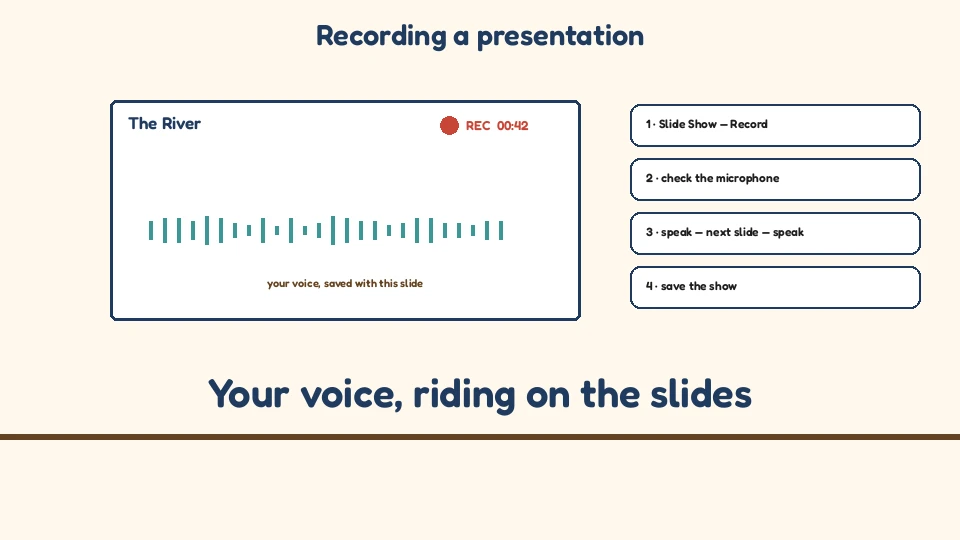 Recording a presentation
The River
REC 00:42
your voice, saved with this slide
1 · Slide Show — Record
2 · check the microphone
3 · speak — next slide — speak
4 · save the show
Your voice, riding on the slides